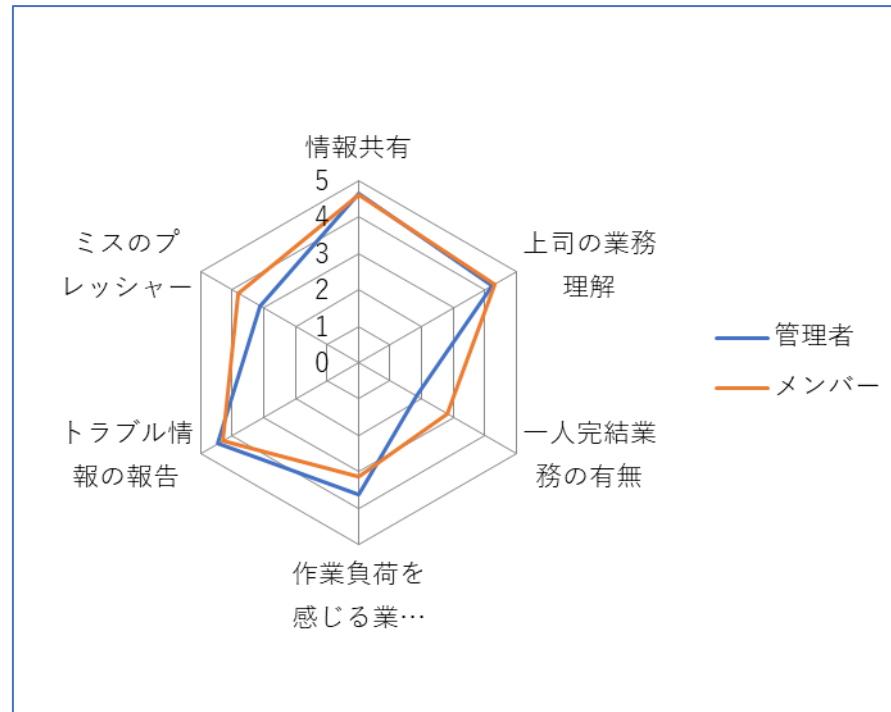 情報共有
5
4
3
2
1
0
上司の業務
理解
一人完結業
務の有無
作業負荷を
感じる業…
トラブル情
報の報告
ミスのプ
レッシャー
管理者
メンバー